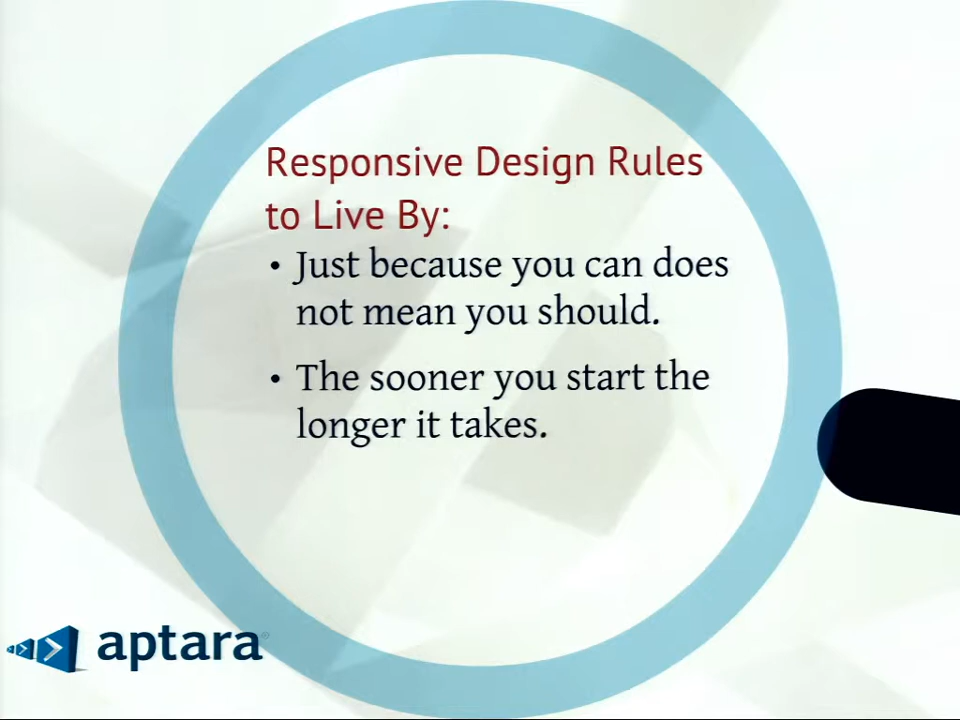 Responsive Design Rules
to Live By:
• Just because you can does
not mean you should.
• The sooner you start the
longer it takes.
aptara®